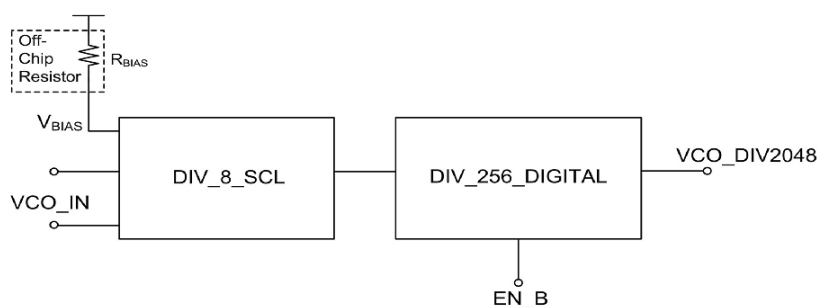 Off-
Chip
Resistor
RBIAS
VBIAS
VCO_IN
DIV_8_SCL
DIV_256_DIGITAL
VCO_DIV2048
EN_B